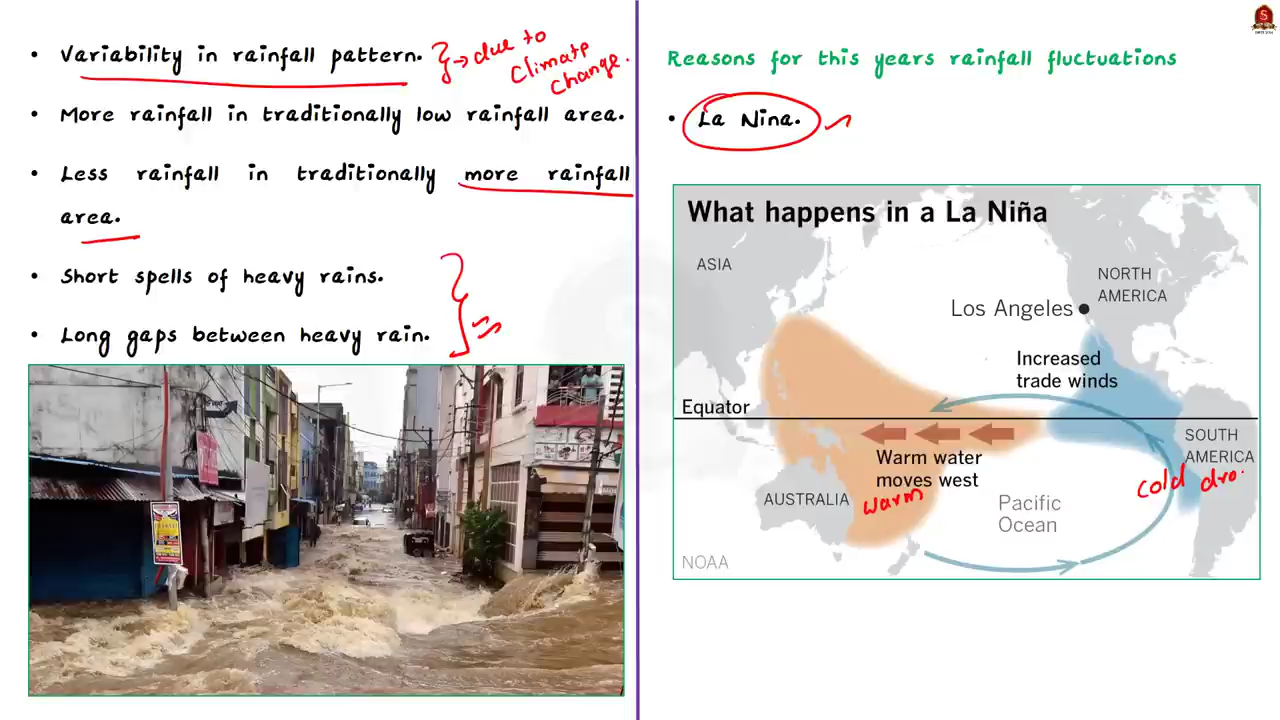 • Variability in rainfall pattern.
→ due to
Climate
change.
• More rainfall in traditionally low rainfall area.
• Less rainfall in traditionally more rainfall
area.
• Short spells of heavy rains.
• Long gaps between heavy rain.
Reasons for this years rainfall fluctuations
• La Nina.
What happens in a La Niña
ASIA
NORTH
AMERICA
Los Angeles
Increased
trade winds
Equator
Warm water
moves west
SOUTH
AMERICA
cold dro.
AUSTRALIA
warm
Pacific
Ocean
NOAA